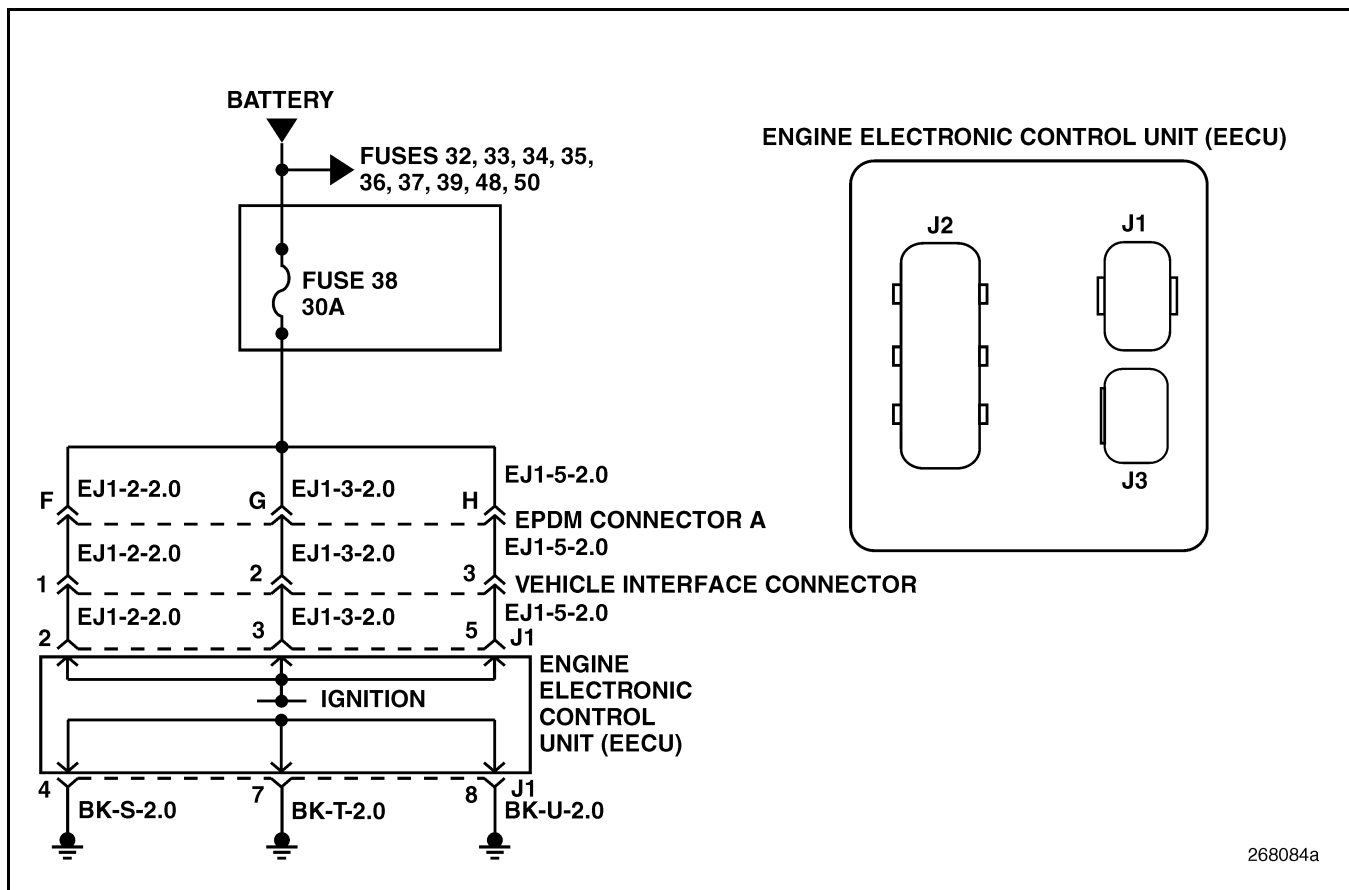 BATTERY
FUSES 32, 33, 34, 35,
36, 37, 39, 48, 50
FUSE 38
30A
F
EJ1-2-2.0
G
EJ1-3-2.0
H
EJ1-5-2.0
EPDM CONNECTOR A
EJ1-2-2.0
EJ1-3-2.0
EJ1-5-2.0
1
2
3
VEHICLE INTERFACE CONNECTOR
EJ1-2-2.0
EJ1-3-2.0
EJ1-5-2.0
2
3
5
J1
ENGINE
ELECTRONIC
CONTROL
UNIT (EECU)
IGNITION
4
7
8
J1
BK-S-2.0
BK-T-2.0
BK-U-2.0
ENGINE ELECTRONIC CONTROL UNIT (EECU)
J2
J1
J3
268084a